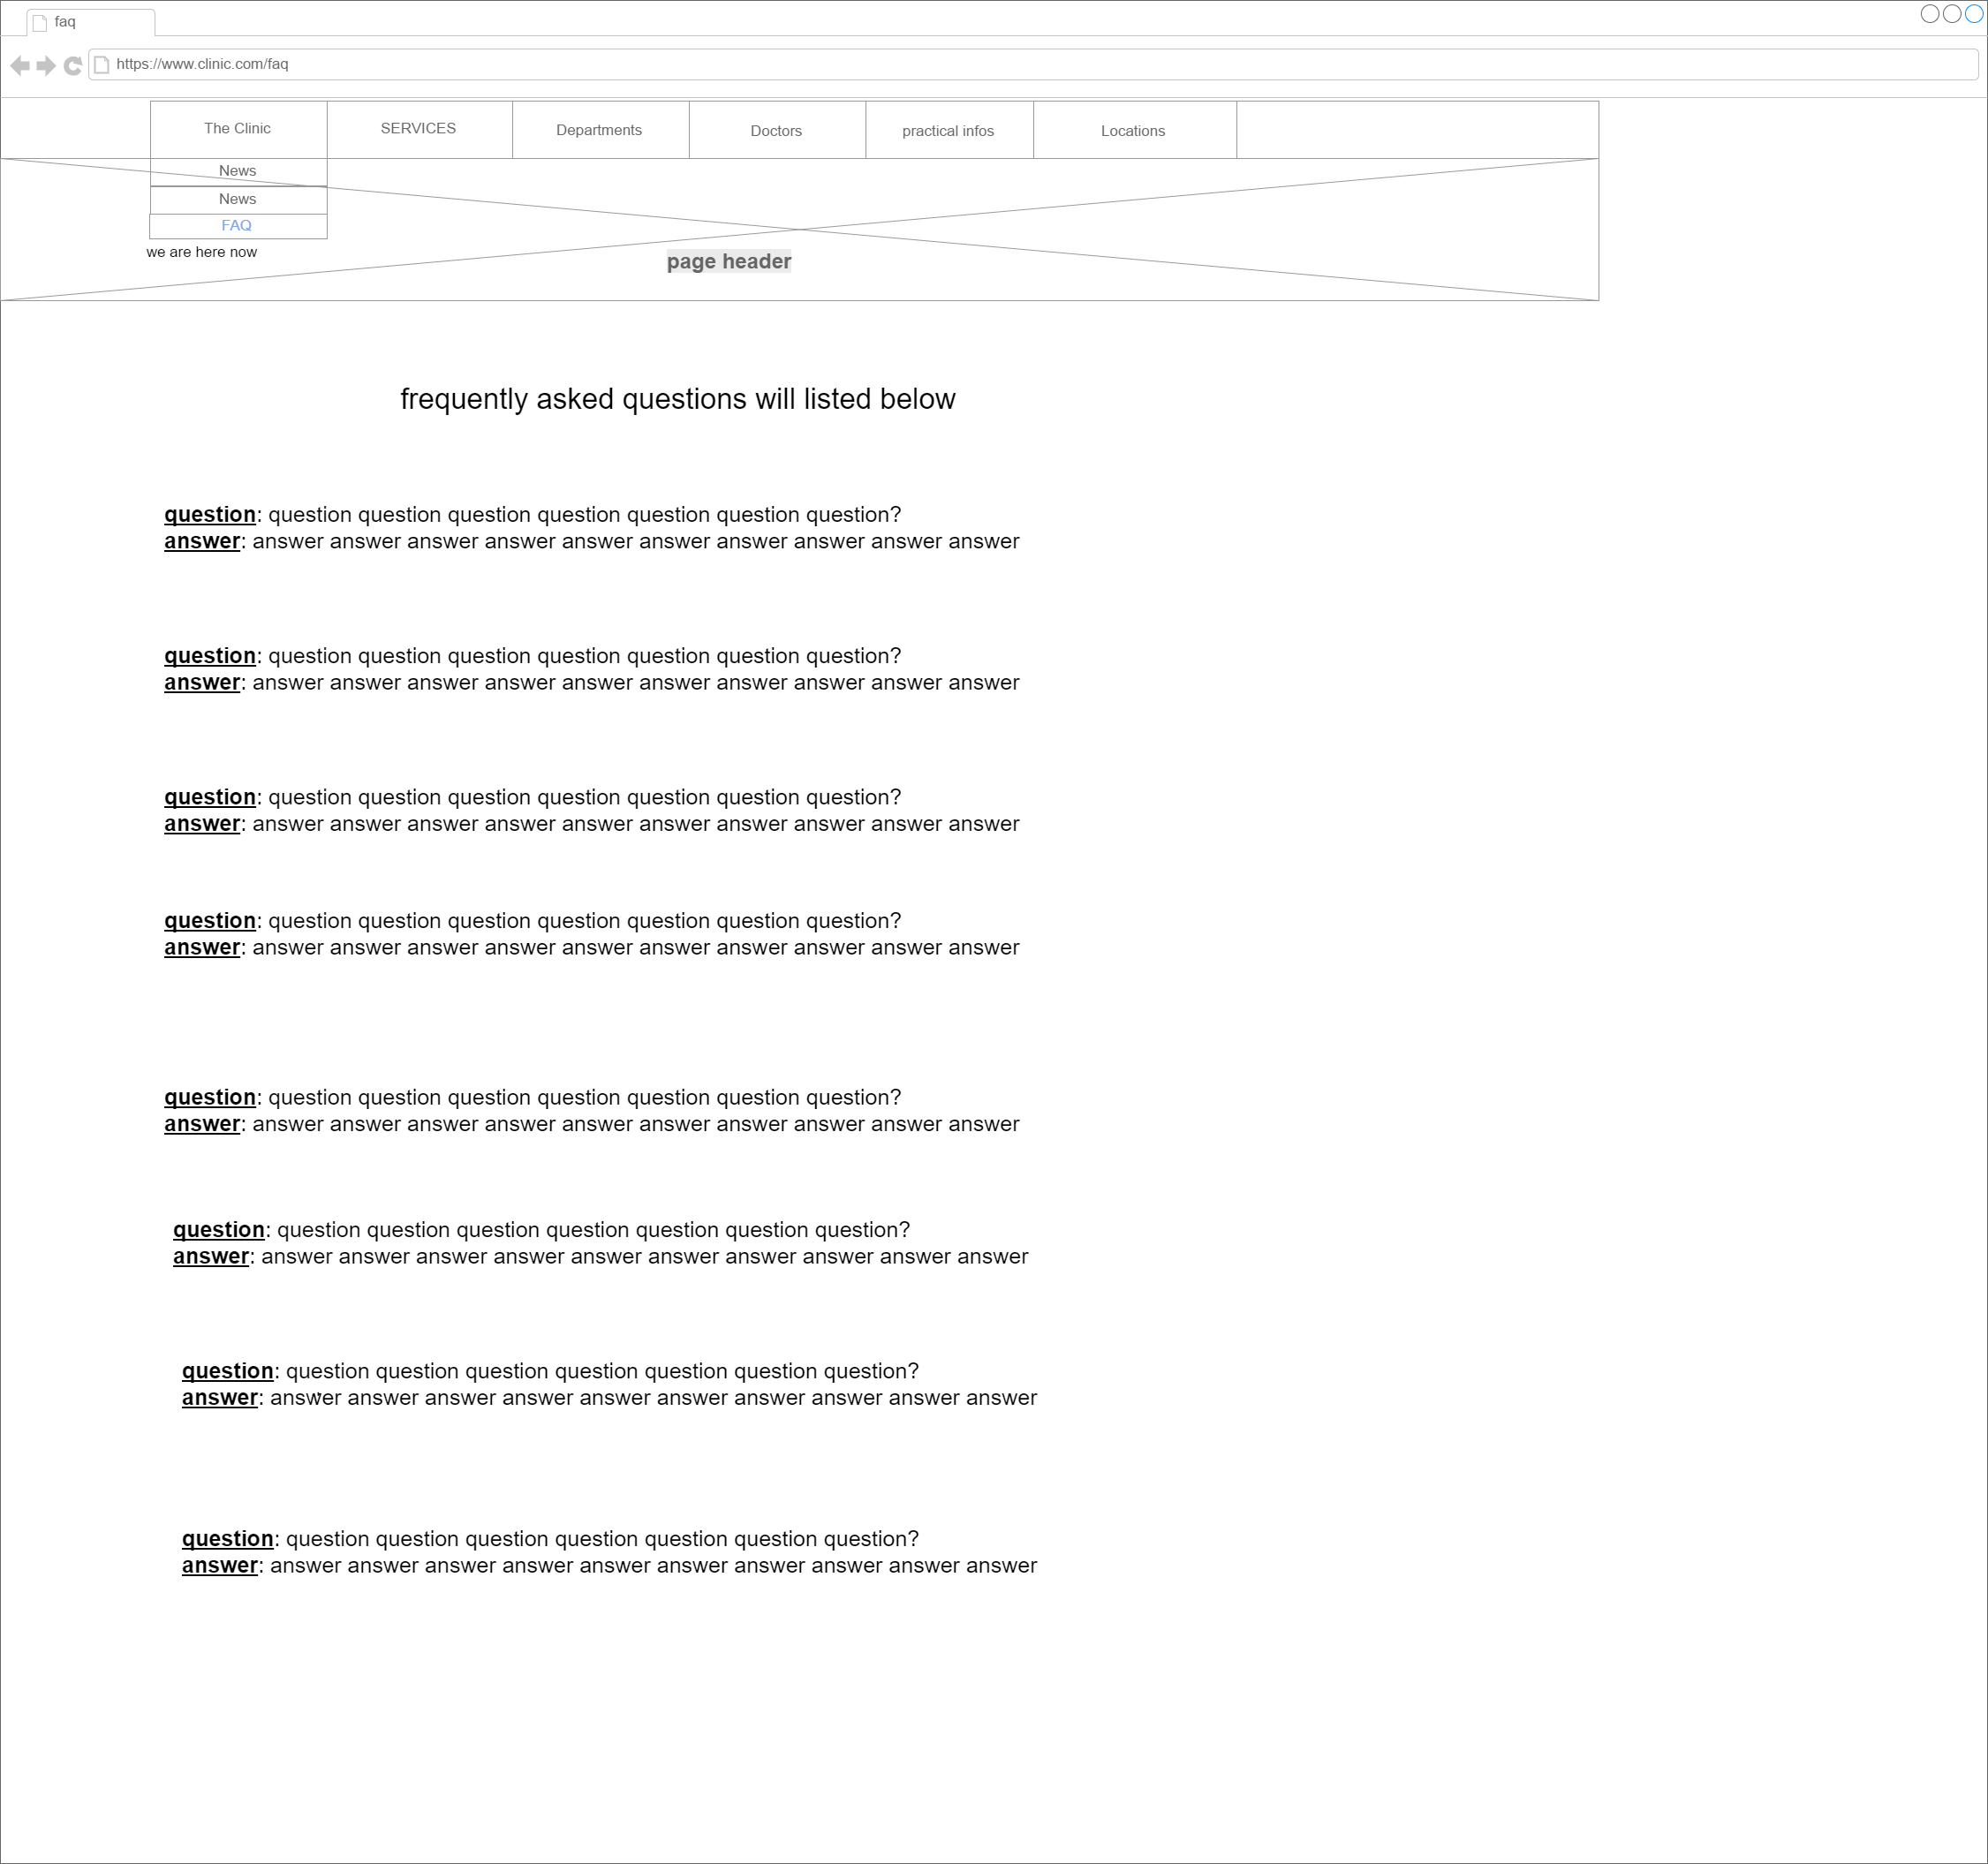 faq
https://www.clinic.com/faq
The Clinic SERVICES Departments Doctors practical infos Locations
News
News
FAQ
we are here now
page header
frequently asked questions will listed below
question: question question question question question question question?
answer: answer answer answer answer answer answer answer answer answer answer
question: question question question question question question question?
answer: answer answer answer answer answer answer answer answer answer answer
question: question question question question question question question?
answer: answer answer answer answer answer answer answer answer answer answer
question: question question question question question question question?
answer: answer answer answer answer answer answer answer answer answer answer
question: question question question question question question question?
answer: answer answer answer answer answer answer answer answer answer answer
question: question question question question question question question?
answer: answer answer answer answer answer answer answer answer answer answer
question: question question question question question question question?
answer: answer answer answer answer answer answer answer answer answer answer
question: question question question question question question question?
answer: answer answer answer answer answer answer answer answer answer answer